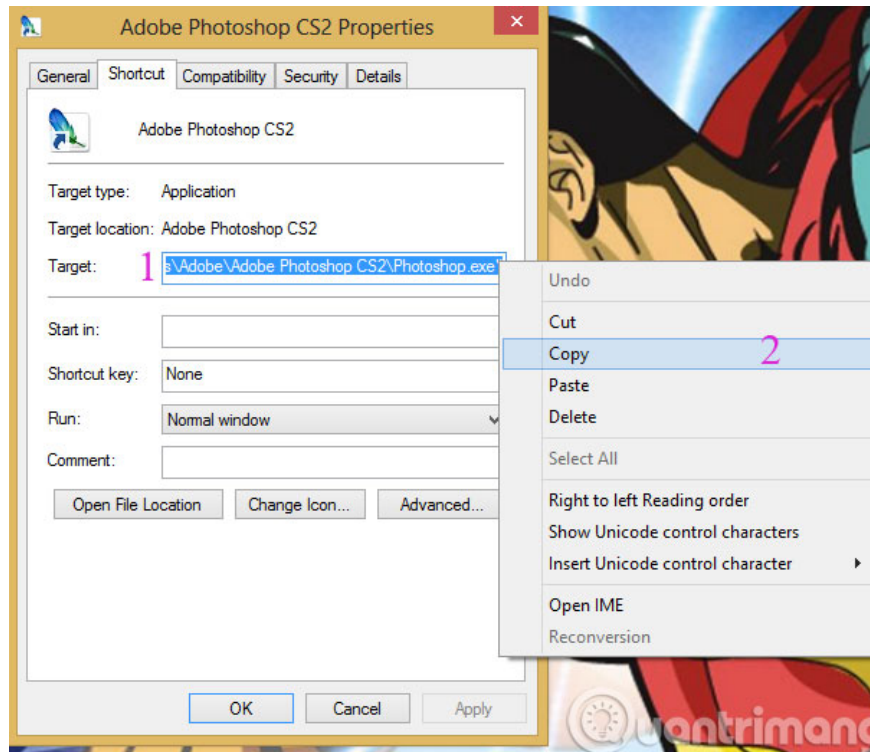 Adobe Photoshop CS2 Properties
General Shortcut Compatibility Security Details
Adobe Photoshop CS2
Target type: Application
Target location: Adobe Photoshop CS2
Target: 1 s\Adobe\Adobe Photoshop CS2\Photoshop.exe"
Start in:
Shortcut key: None
Run: Normal window
Comment:
Open File Location Change Icon... Advanced...
OK Cancel Apply
Undo
Cut
Copy 2
Paste
Delete
Select All
Right to left Reading order
Show Unicode control characters
Insert Unicode control character
Open IME
Reconversion
uantrimang